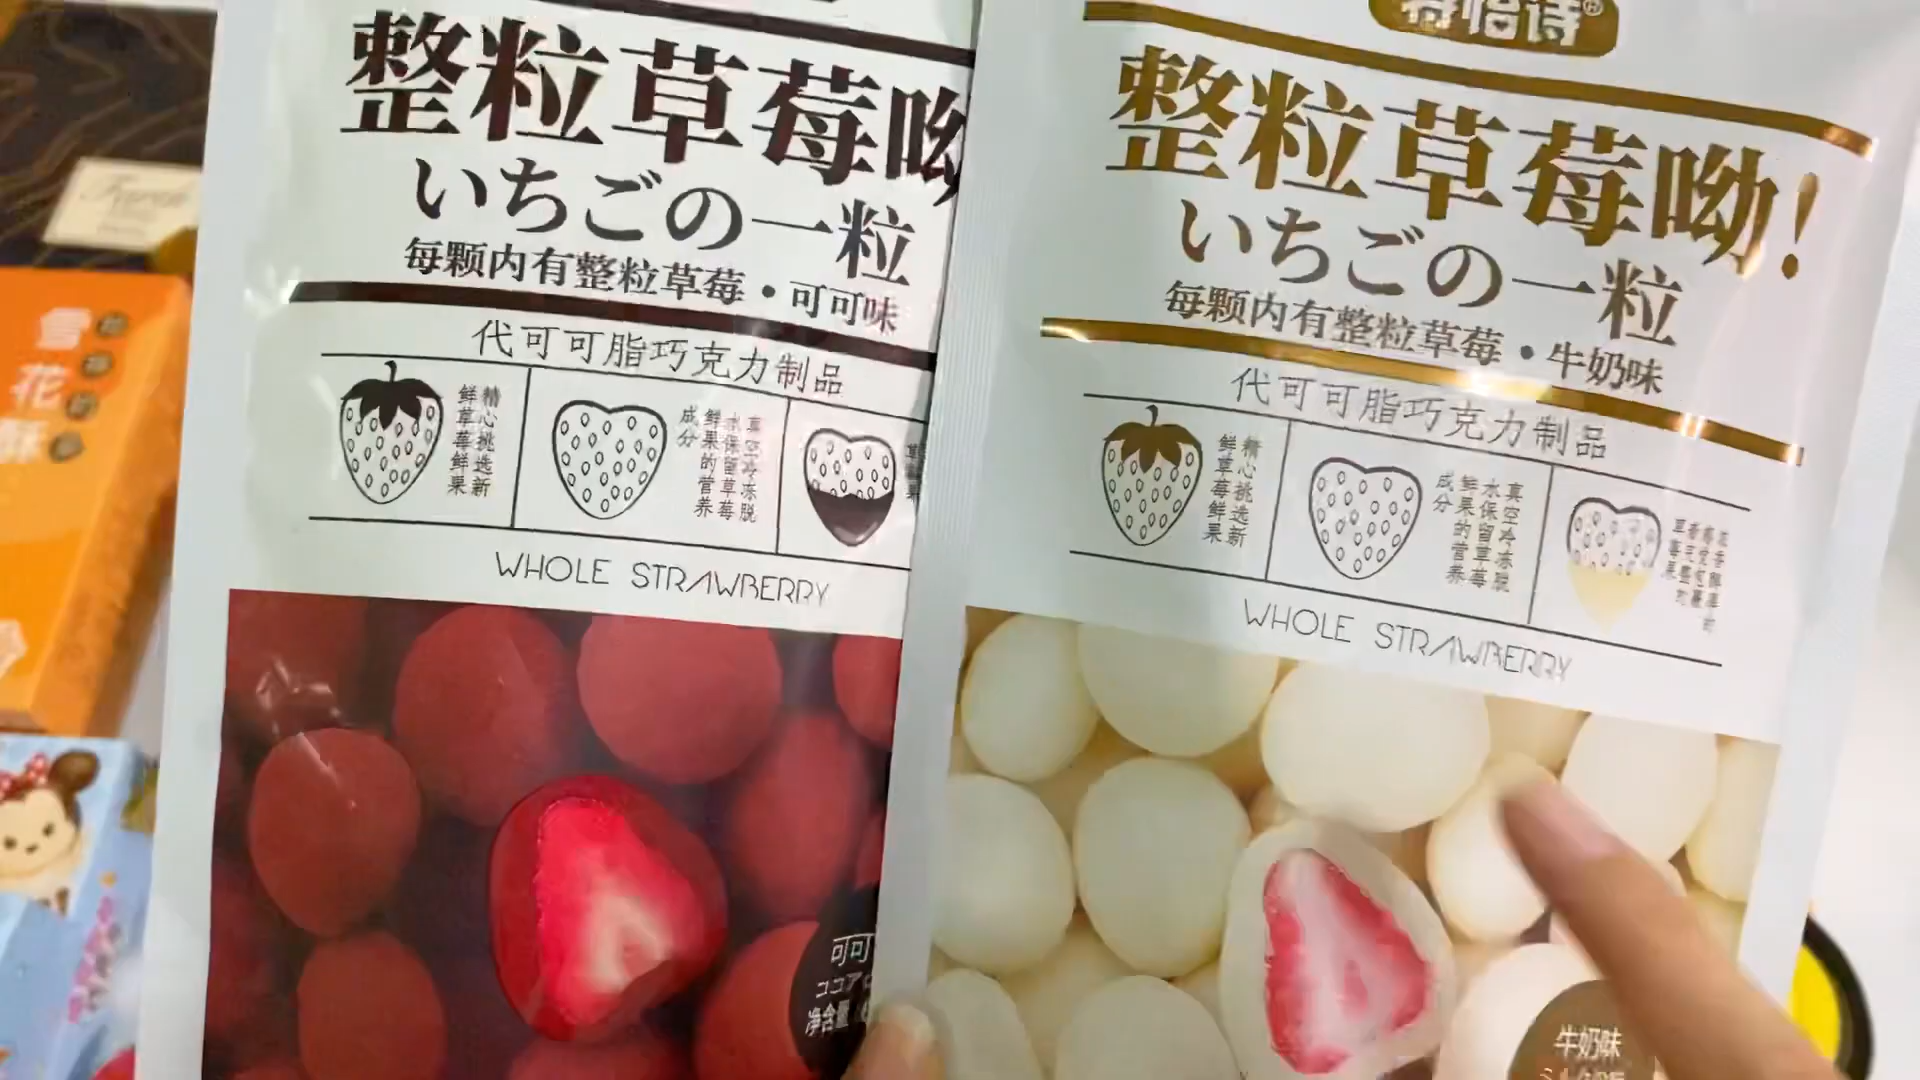 整粒草莓呦
いちごの一粒
每颗内有整粒草莓·可可味
代可可脂巧克力制品
精心挑选新
鲜草莓鲜果
真空冷冻脱
水保留草莓
鲜果的营养
成分
WHOLE STRAWBERRY
可可
ココア
净含量
恰诗®
整粒草莓呦!
いちごの一粒
每颗内有整粒草莓·牛奶味
代可可脂巧克力制品
精心挑选新
鲜草莓鲜果
真空冷冻脱
水保留草莓
鲜果的营养
成分
WHOLE STRAWBERRY
牛奶味
雪
花
酥